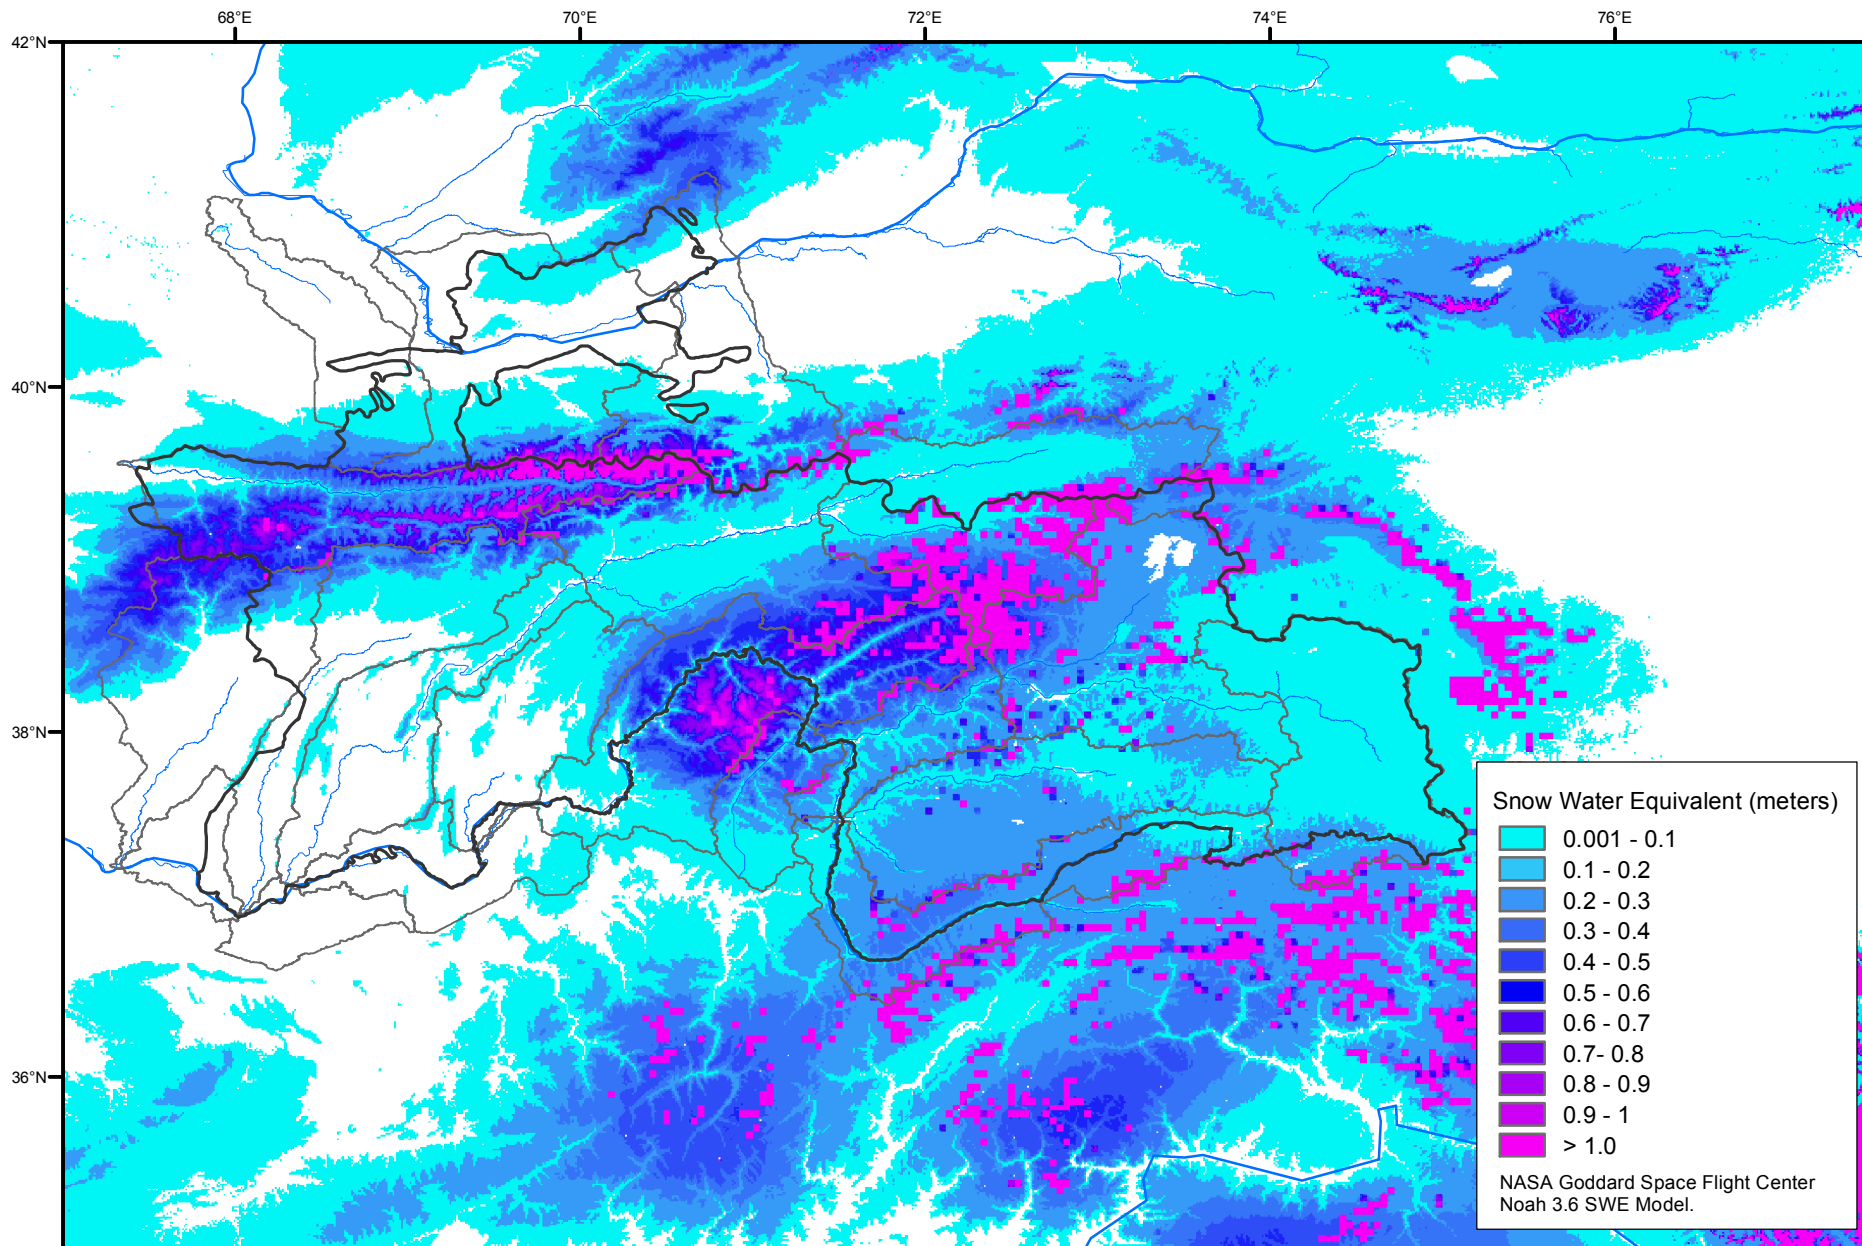 68°E
70°E
72°E
74°E
76°E
42°N
40°N
38°N
36°N
Snow Water Equivalent (meters)
0.001 - 0.1
0.1 - 0.2
0.2 - 0.3
0.3 - 0.4
0.4 - 0.5
0.5 - 0.6
0.6 - 0.7
0.7- 0.8
0.8 - 0.9
0.9 - 1
> 1.0
NASA Goddard Space Flight Center
Noah 3.6 SWE Model.